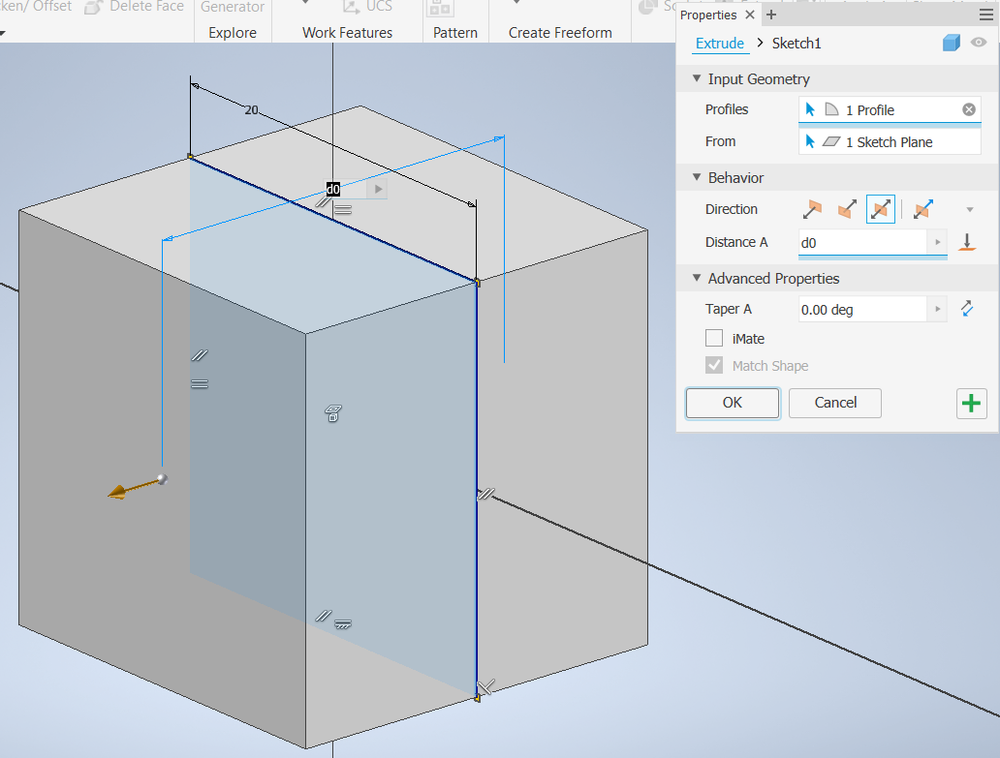 Offset
Delete Face
Generator
UCS
Explore
Work Features
Pattern
Create Freeform
Properties
Extrude > Sketch1
Input Geometry
Profiles
1 Profile
From
1 Sketch Plane
Behavior
Direction
Distance A
d0
Advanced Properties
Taper A
0.00 deg
iMate
Match Shape
OK
Cancel
20
d0